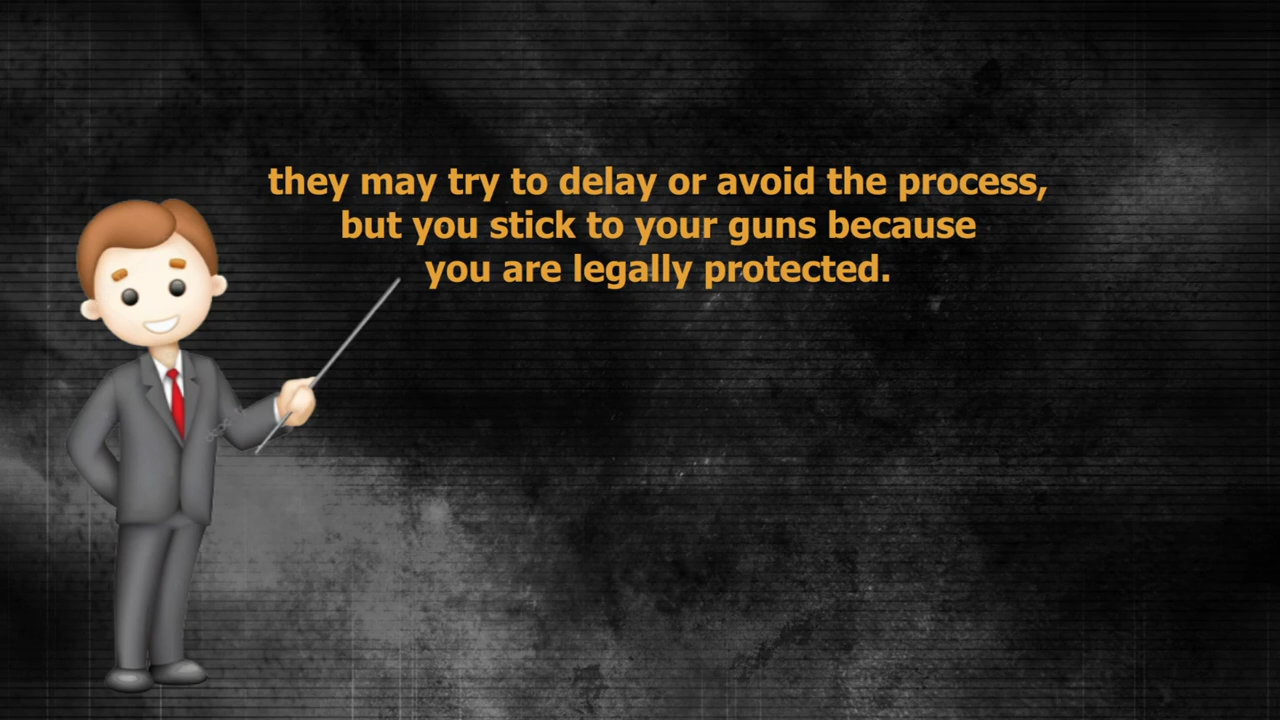 they may try to delay or avoid the process,
but you stick to your guns because
you are legally protected.